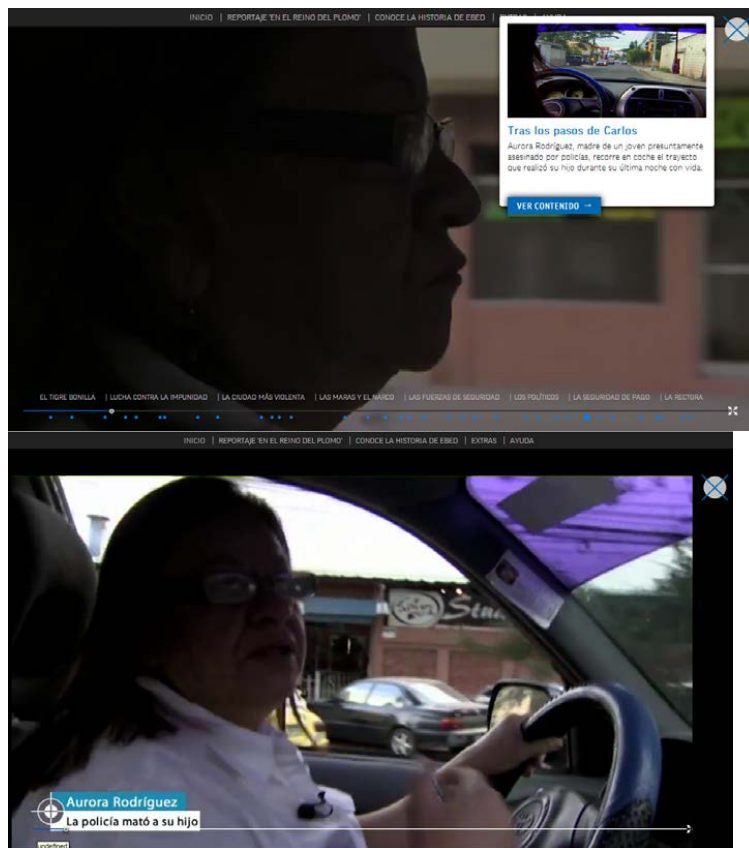 INICIO | REPORTAJE 'EN EL REINO DEL PLOMO' | CONOCE LA HISTORIA DE EBED |
Tras los pasos de Carlos
Aurora Rodríguez, madre de un joven presuntamente
asesinado por policías, recorre en coche el trayecto
que realizó su hijo durante su última noche con vida.
VER CONTENIDO →
EL TIGRE BONILLA | LUCHA CONTRA LA IMPUNIDAD | LA CIUDAD MÁS VIOLENTA | LAS MARAS Y EL NARCO | LAS FUERZAS DE SEGURIDAD | LOS POLÍTICOS | LA SEGURIDAD DE PAGO | LA RECTORA
INICIO | REPORTAJE 'EN EL REINO DEL PLOMO' | CONOCE LA HISTORIA DE EBED | EXTRAS | AYUDA
Aurora Rodríguez
La policía mató a su hijo
undefined